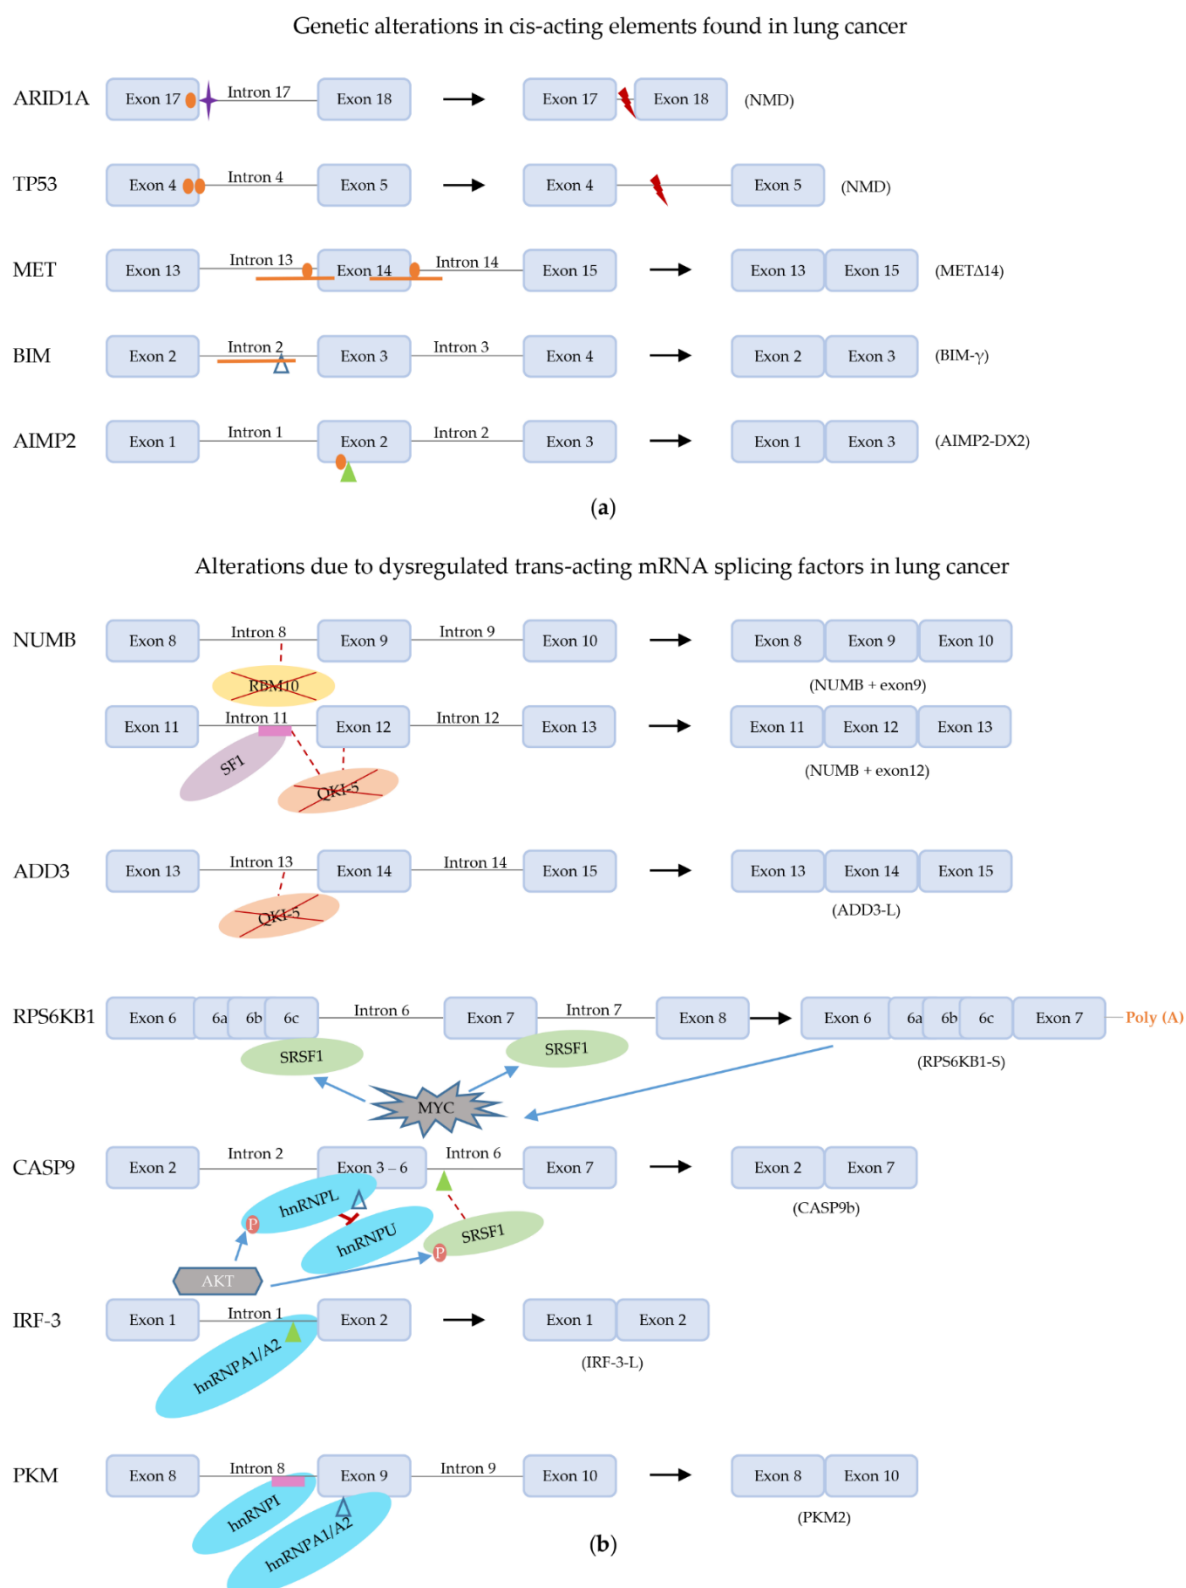 Genetic alterations in cis-acting elements found in lung cancer
ARID1A Exon 17 Intron 17 Exon 18 Exon 17 Exon 18 (NMD)
TP53 Exon 4 Intron 4 Exon 5 Exon 4 Exon 5 (NMD)
MET Exon 13 Intron 13 Exon 14 Intron 14 Exon 15 Exon 13 Exon 15 (METΔ14)
BIM Exon 2 Intron 2 Exon 3 Intron 3 Exon 4 Exon 2 Exon 3 (BIM-γ)
AIMP2 Exon 1 Intron 1 Exon 2 Intron 2 Exon 3 Exon 1 Exon 3 (AIMP2-DX2)
(a)
Alterations due to dysregulated trans-acting mRNA splicing factors in lung cancer
NUMB Exon 8 Intron 8 Exon 9 Intron 9 Exon 10 Exon 8 Exon 9 Exon 10
RBM10 (NUMB + exon9)
Exon 11 Intron 11 Exon 12 Intron 12 Exon 13 Exon 11 Exon 12 Exon 13
SF1 QKI-5 (NUMB + exon12)
ADD3 Exon 13 Intron 13 Exon 14 Intron 14 Exon 15 Exon 13 Exon 14 Exon 15
QKI-5 (ADD3-L)
RPS6KB1 Exon 6 6a 6b 6c Intron 6 Exon 7 Intron 7 Exon 8 Exon 6 6a 6b 6c Exon 7 Poly (A)
SRSF1 SRSF1 (RPS6KB1-S)
MYC
CASP9 Exon 2 Intron 2 Exon 3 – 6 Intron 6 Exon 7 Exon 2 Exon 7
hnRNPL (CASP9b)
P hnRNPU P SRSF1
AKT
IRF-3 Exon 1 Intron 1 Exon 2 Exon 1 Exon 2
hnRNPA1/A2 (IRF-3-L)
PKM Exon 8 Intron 8 Exon 9 Intron 9 Exon 10 Exon 8 Exon 10
hnRNPI (PKM2)
hnRNPA1/A2
(b)